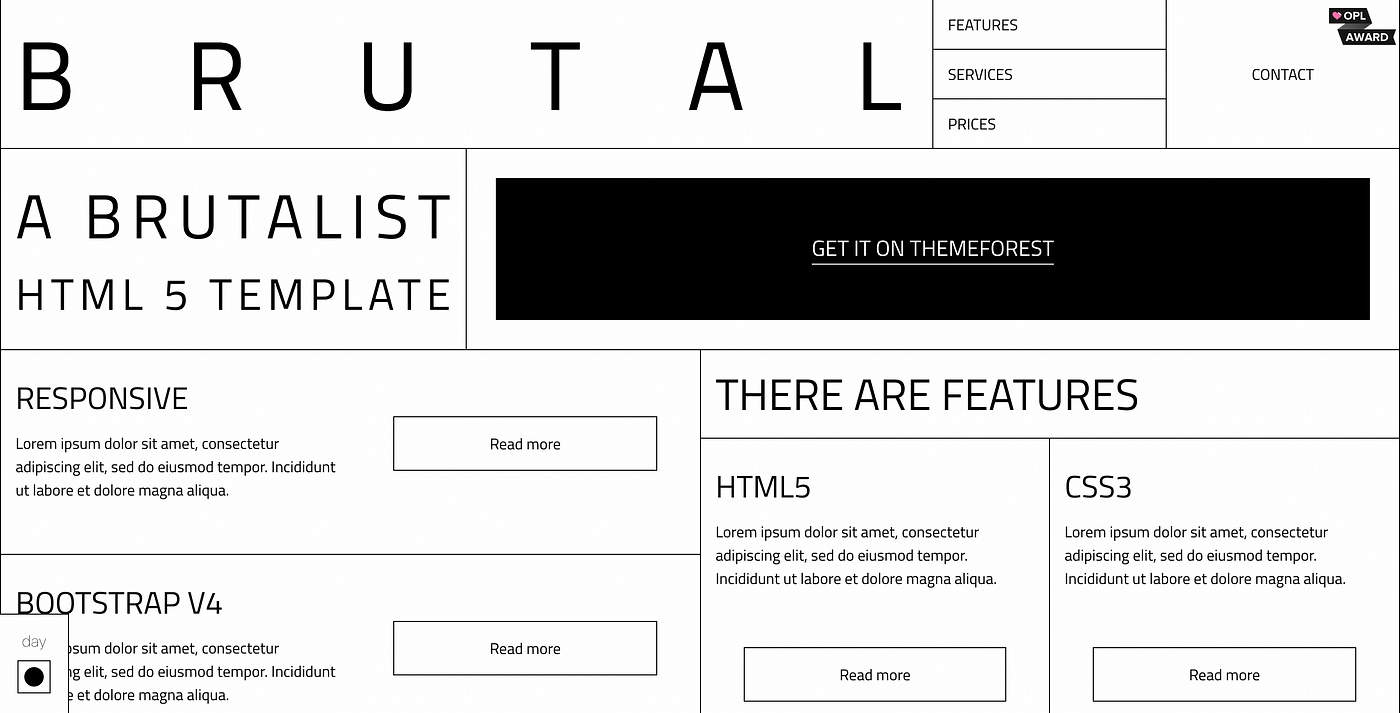 B R U T A L
FEATURES
SERVICES
PRICES
CONTACT
OPL
AWARD
A BRUTALIST
HTML 5 TEMPLATE
GET IT ON THEMEFOREST
RESPONSIVE
Lorem ipsum dolor sit amet, consectetur
adipiscing elit, sed do eiusmod tempor. Incididunt
ut labore et dolore magna aliqua.
Read more
BOOTSTRAP V4
sum dolor sit amet, consectetur
ng elit, sed do eiusmod tempor. Incididunt
e et dolore magna aliqua.
Read more
day
THERE ARE FEATURES
HTML5
Lorem ipsum dolor sit amet, consectetur
adipiscing elit, sed do eiusmod tempor.
Incididunt ut labore et dolore magna aliqua.
Read more
CSS3
Lorem ipsum dolor sit amet, consectetur
adipiscing elit, sed do eiusmod tempor.
Incididunt ut labore et dolore magna aliqua.
Read more